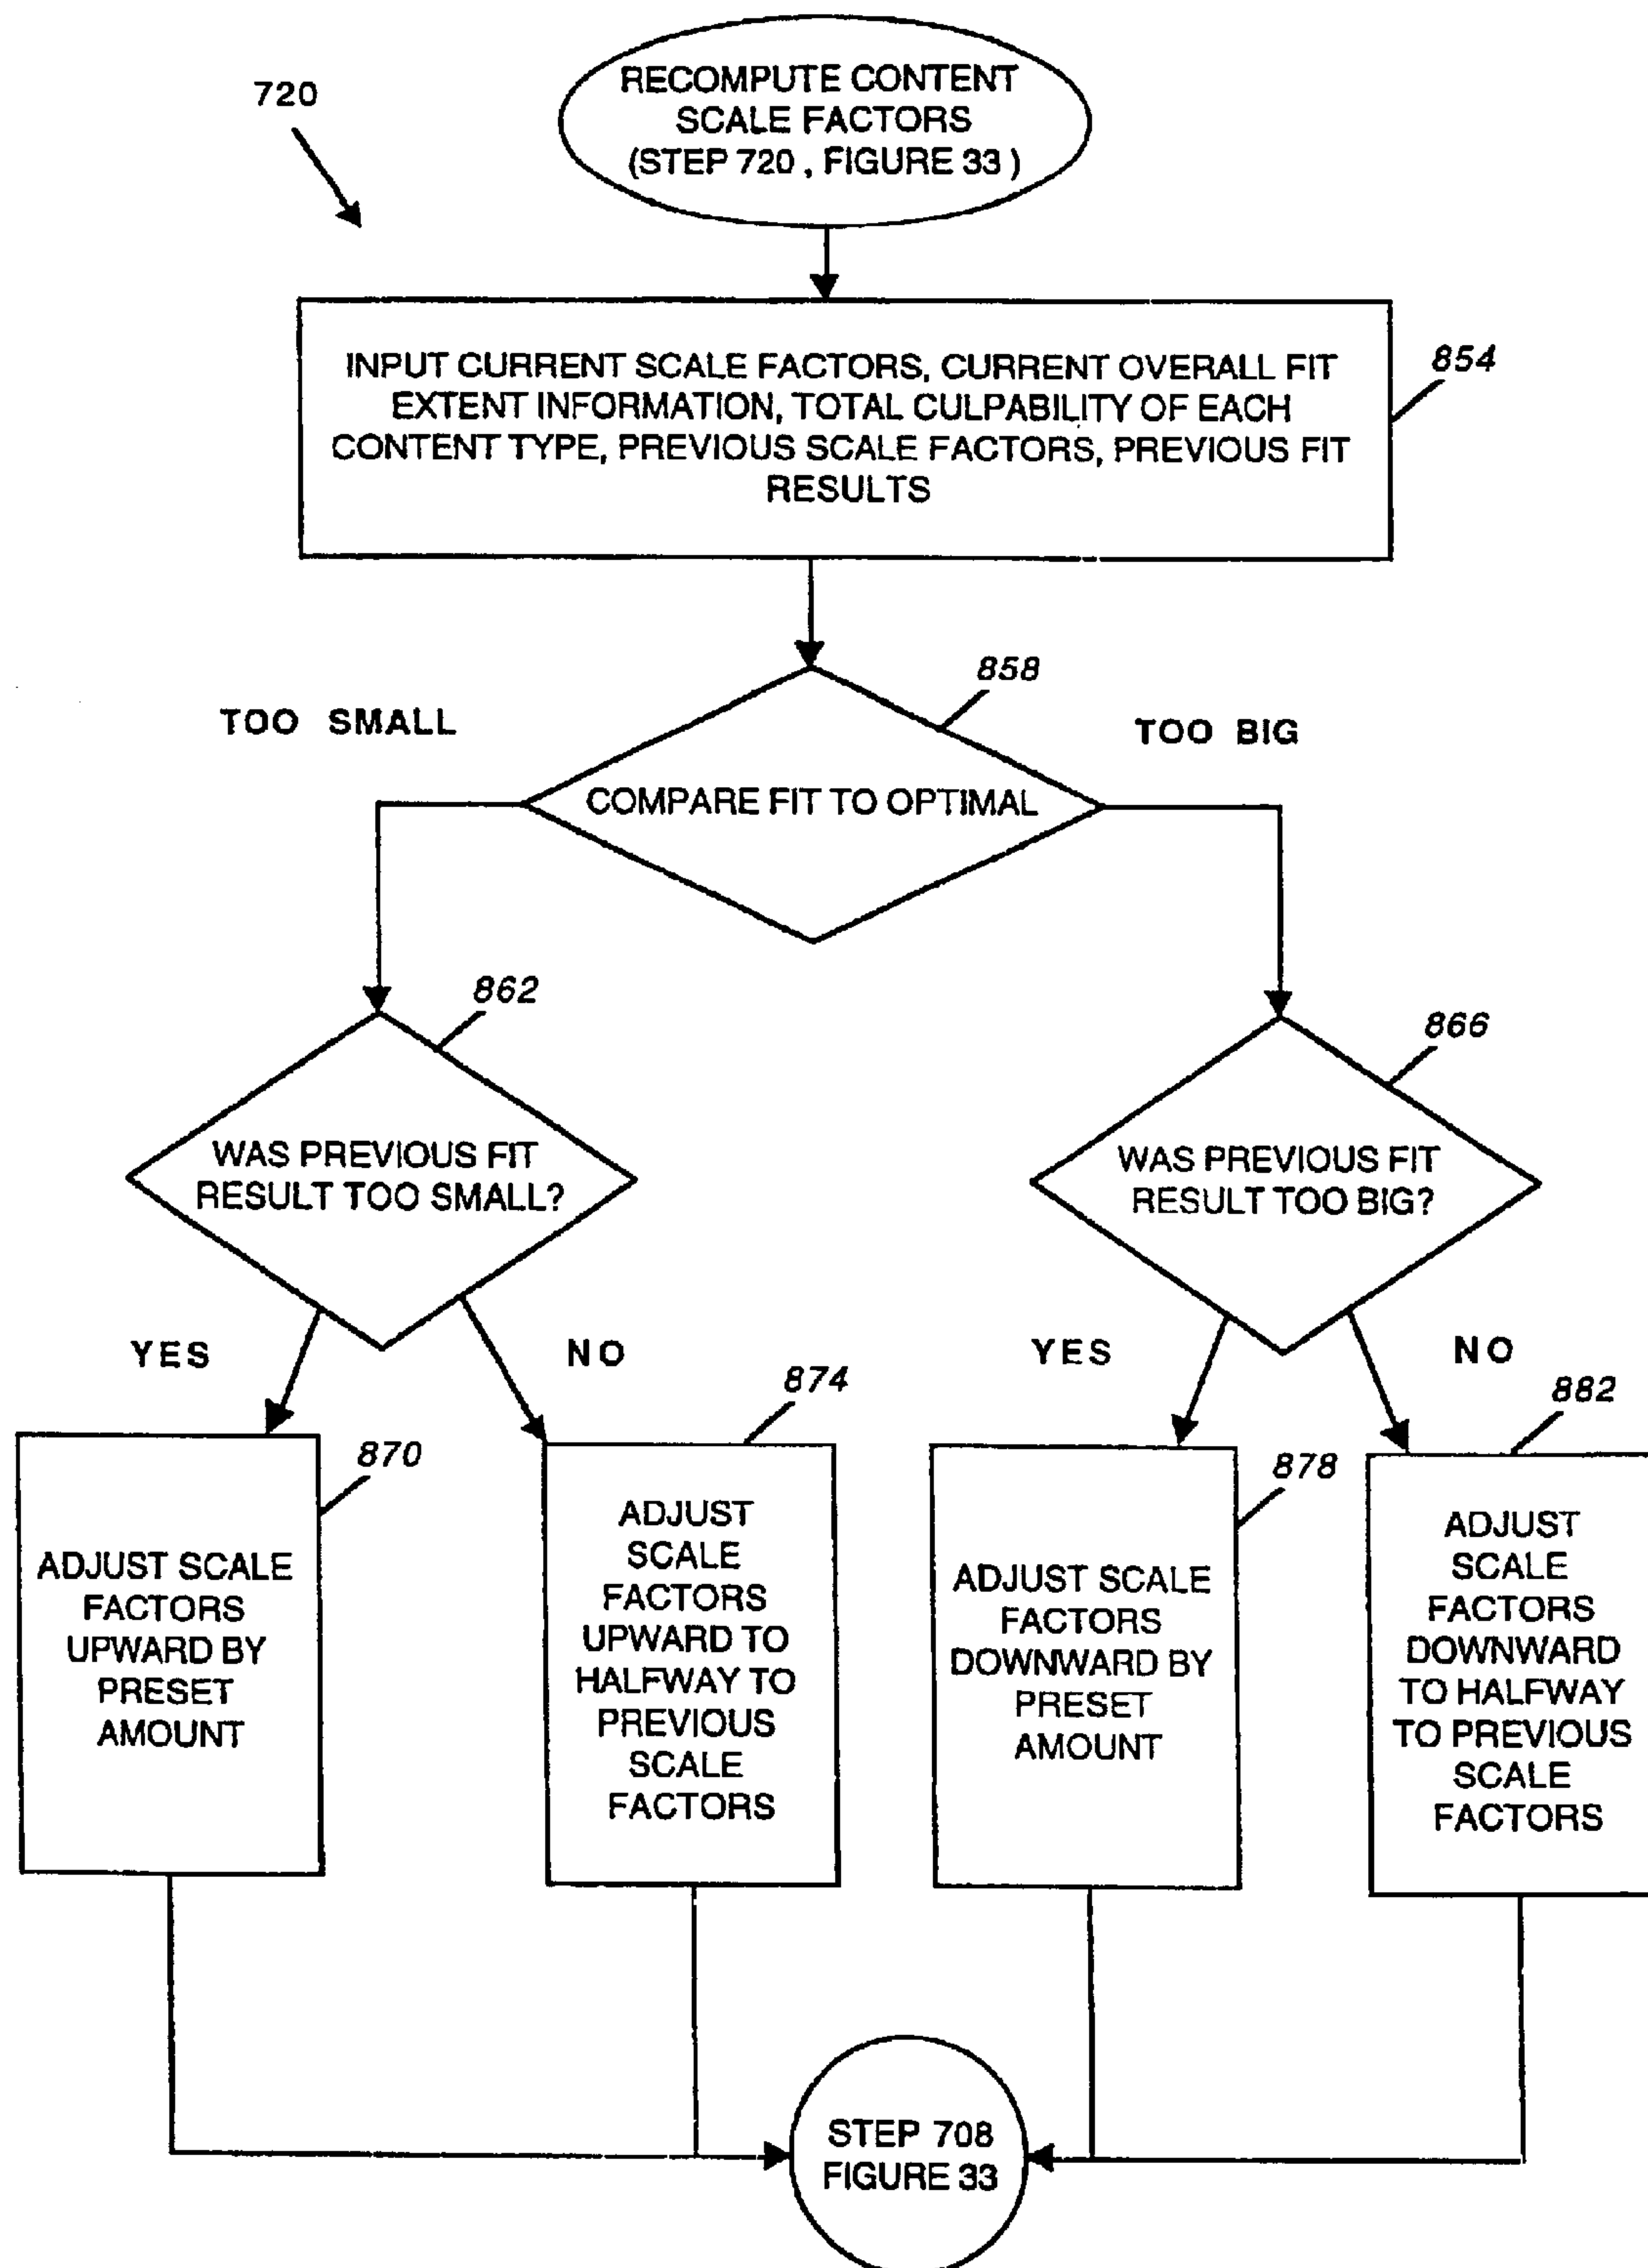 720
RECOMPUTE CONTENT
SCALE FACTORS
(STEP 720 , FIGURE 33 )
INPUT CURRENT SCALE FACTORS, CURRENT OVERALL FIT
EXTENT INFORMATION, TOTAL CULPABILITY OF EACH
CONTENT TYPE, PREVIOUS SCALE FACTORS, PREVIOUS FIT
RESULTS
854
858
TOO SMALL
TOO BIG
COMPARE FIT TO OPTIMAL
862
WAS PREVIOUS FIT
RESULT TOO SMALL?
866
WAS PREVIOUS FIT
RESULT TOO BIG?
YES
NO
YES
NO
870
ADJUST SCALE
FACTORS
UPWARD BY
PRESET
AMOUNT
874
ADJUST
SCALE
FACTORS
UPWARD TO
HALFWAY TO
PREVIOUS
SCALE
FACTORS
878
ADJUST SCALE
FACTORS
DOWNWARD BY
PRESET
AMOUNT
882
ADJUST
SCALE
FACTORS
DOWNWARD
TO HALFWAY
TO PREVIOUS
SCALE
FACTORS
STEP 708
FIGURE 33